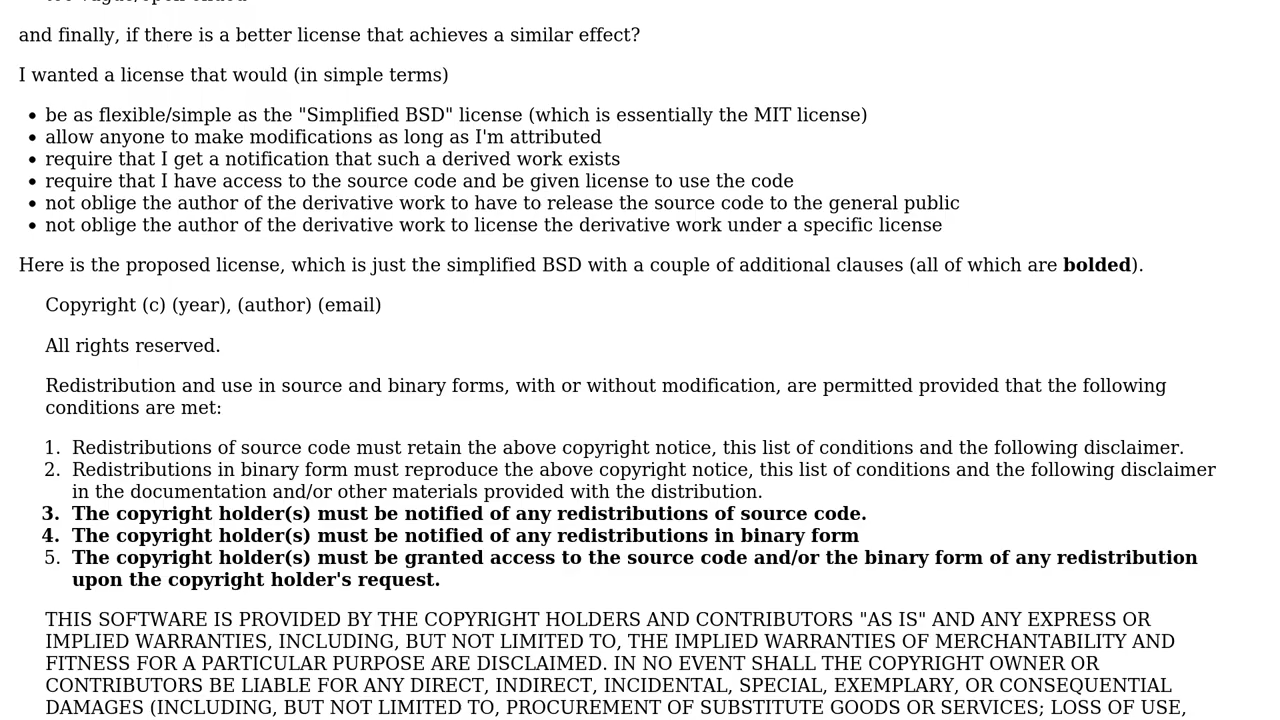 and finally, if there is a better license that achieves a similar effect?
I wanted a license that would (in simple terms)
• be as flexible/simple as the "Simplified BSD" license (which is essentially the MIT license)
• allow anyone to make modifications as long as I'm attributed
• require that I get a notification that such a derived work exists
• require that I have access to the source code and be given license to use the code
• not oblige the author of the derivative work to have to release the source code to the general public
• not oblige the author of the derivative work to license the derivative work under a specific license
Here is the proposed license, which is just the simplified BSD with a couple of additional clauses (all of which are bolded).
Copyright (c) (year), (author) (email)
All rights reserved.
Redistribution and use in source and binary forms, with or without modification, are permitted provided that the following
conditions are met:
1. Redistributions of source code must retain the above copyright notice, this list of conditions and the following disclaimer.
2. Redistributions in binary form must reproduce the above copyright notice, this list of conditions and the following disclaimer
in the documentation and/or other materials provided with the distribution.
3. The copyright holder(s) must be notified of any redistributions of source code.
4. The copyright holder(s) must be notified of any redistributions in binary form
5. The copyright holder(s) must be granted access to the source code and/or the binary form of any redistribution
upon the copyright holder's request.
THIS SOFTWARE IS PROVIDED BY THE COPYRIGHT HOLDERS AND CONTRIBUTORS "AS IS" AND ANY EXPRESS OR
IMPLIED WARRANTIES, INCLUDING, BUT NOT LIMITED TO, THE IMPLIED WARRANTIES OF MERCHANTABILITY AND
FITNESS FOR A PARTICULAR PURPOSE ARE DISCLAIMED. IN NO EVENT SHALL THE COPYRIGHT OWNER OR
CONTRIBUTORS BE LIABLE FOR ANY DIRECT, INDIRECT, INCIDENTAL, SPECIAL, EXEMPLARY, OR CONSEQUENTIAL
DAMAGES (INCLUDING, BUT NOT LIMITED TO, PROCUREMENT OF SUBSTITUTE GOODS OR SERVICES; LOSS OF USE,